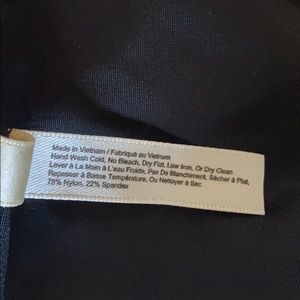 Made in Vietnam / Fabriqué au Vietnam
Hand Wash Cold, No Bleach, Dry Flat, Low Iron, Or Dry Clean
Laver à La Main à L'eau Froide, Pas De Blanchiment, Sécher à Plat,
Repasser à Basse Température, Ou Nettoyer à Sec
78% Nylon, 22% Spandex